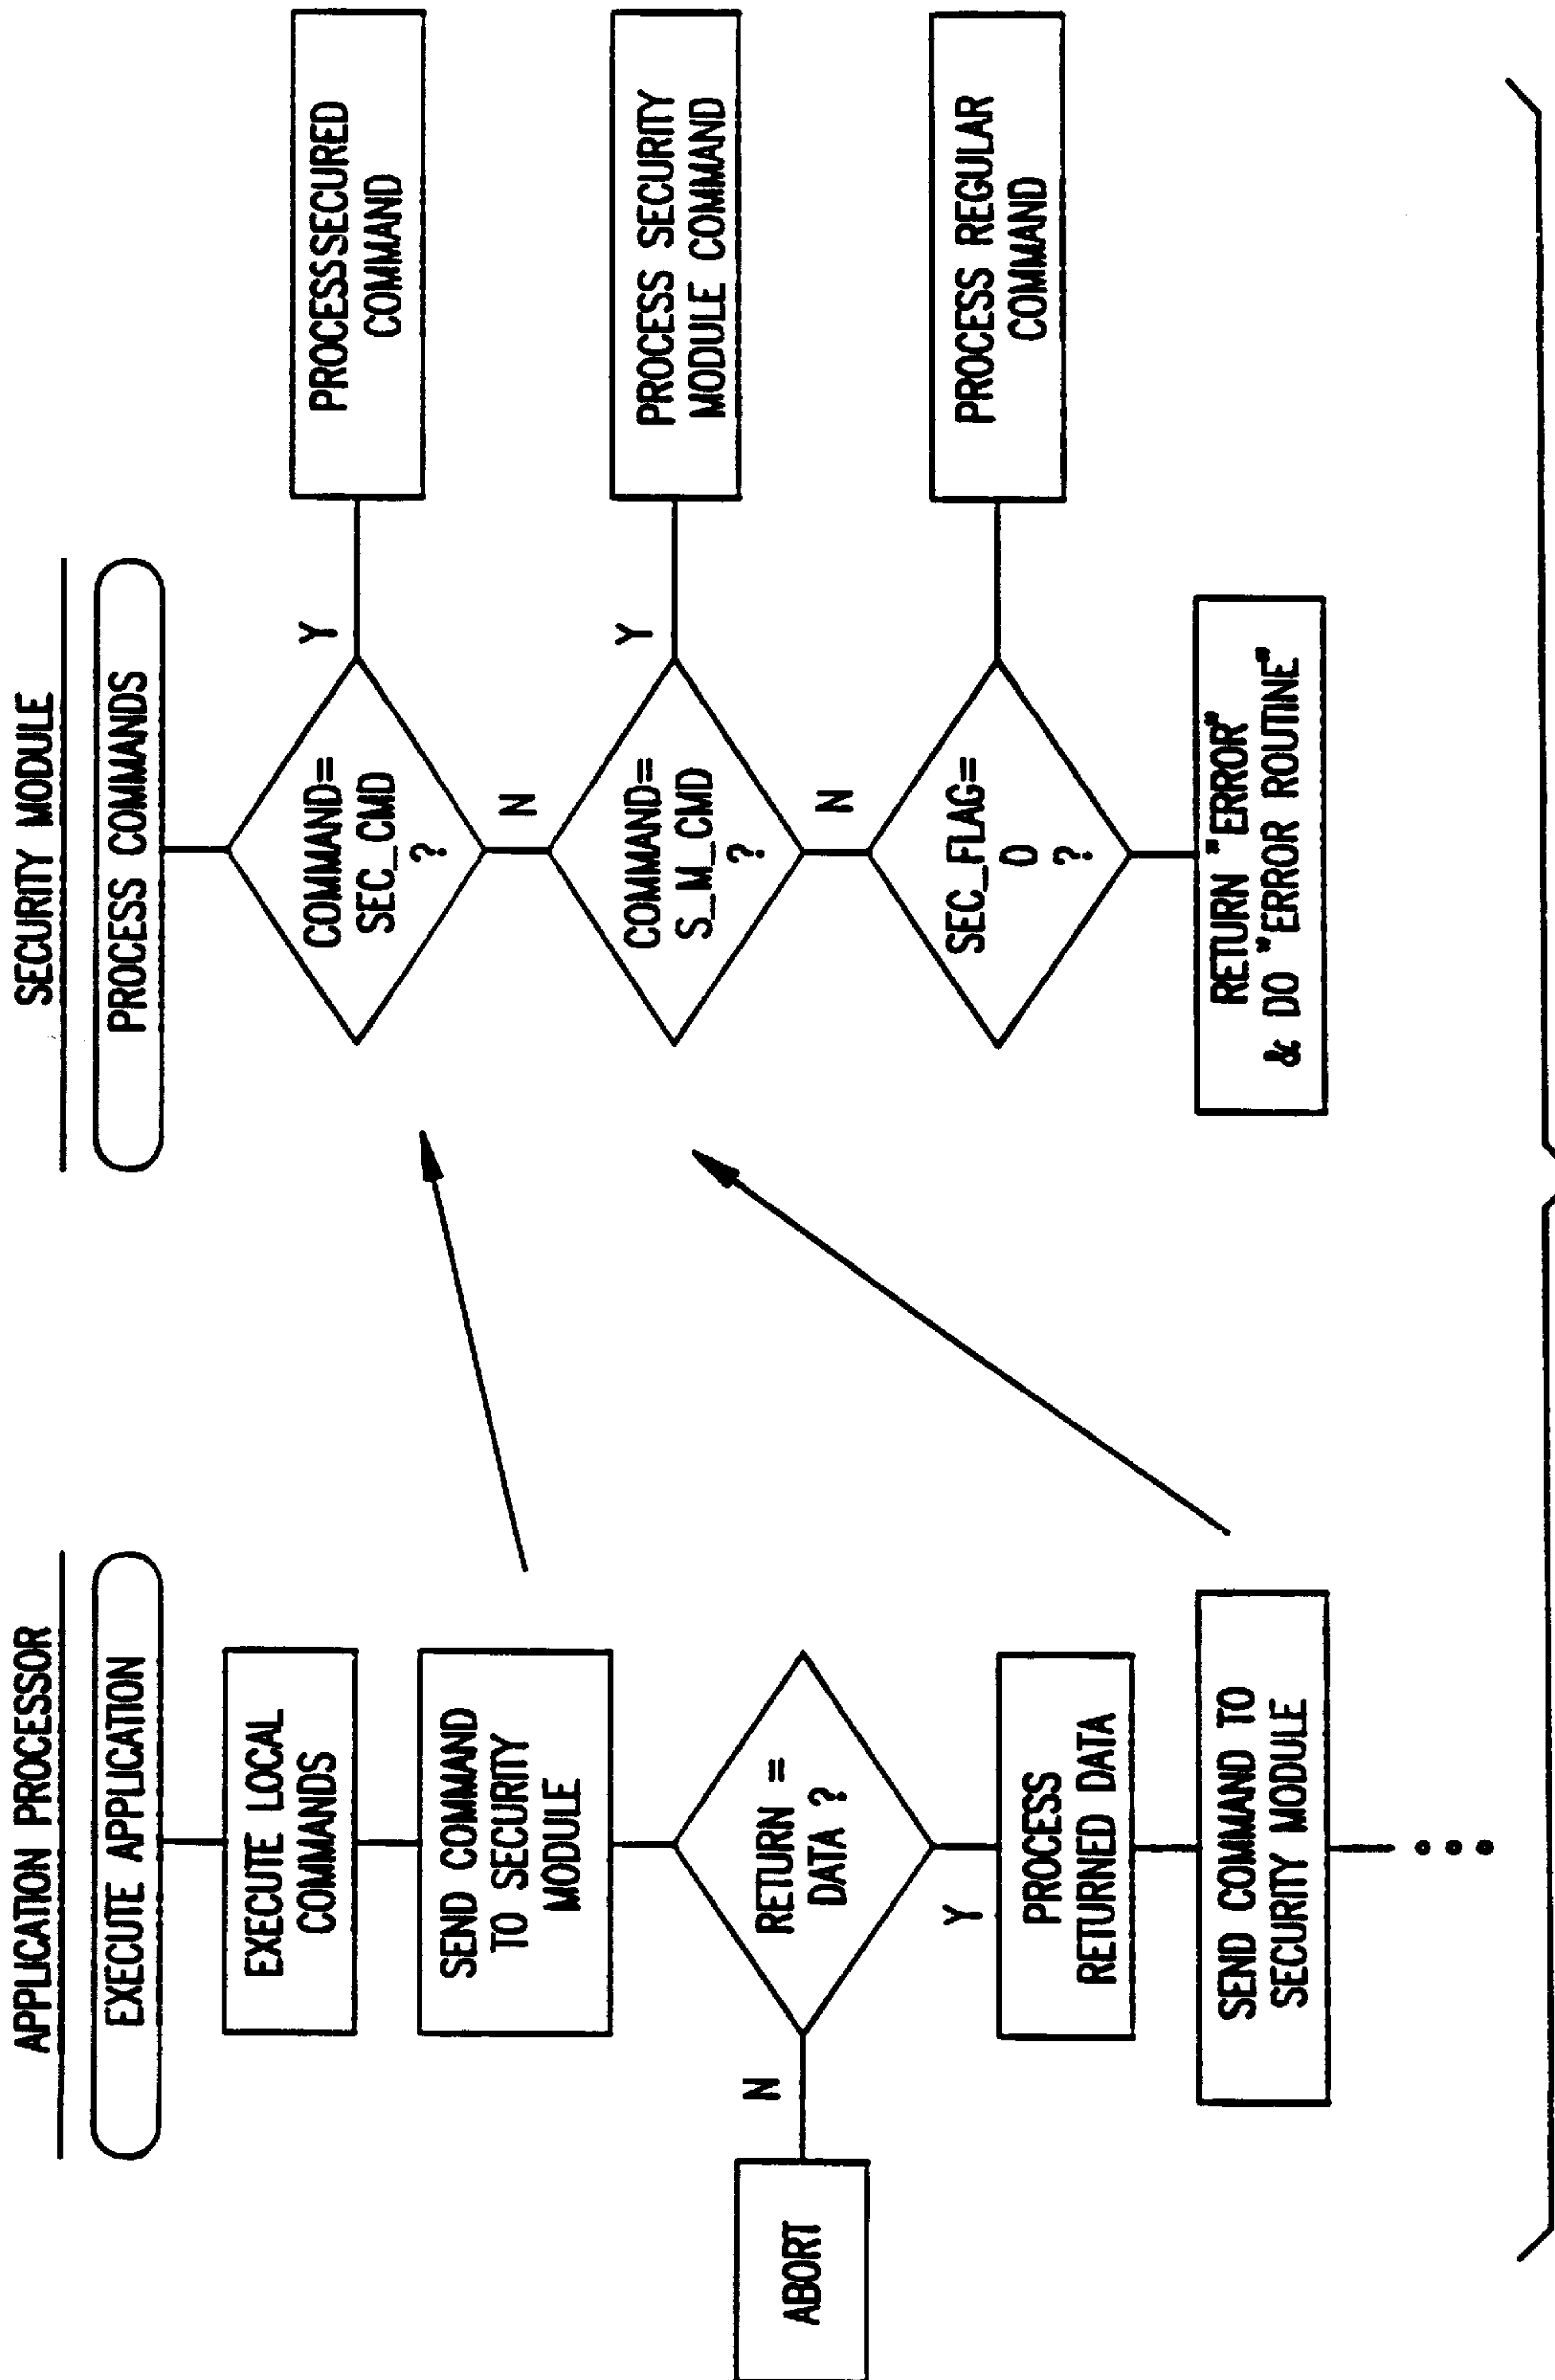 APPLICATION PROCESSOR
EXECUTE APPLICATION
EXECUTE LOCAL
COMMANDS
SEND COMMAND
TO SECURITY
MODULE
RETURN =
DATA ?
N
ABORT
Y
PROCESS
RETURNED DATA
SEND COMMAND TO
SECURITY MODULE
SECURITY MODULE
PROCESS COMMANDS
COMMAND=
SEC_CMD
?
Y
PROCESSSECURED
COMMAND
N
COMMAND=
S_M_CMD
?
Y
PROCESS SECURITY
MODULE COMMAND
N
SEC_FLAG=
0
?
PROCESS REGULAR
COMMAND
RETURN "ERROR"
& DO "ERROR ROUTINE"